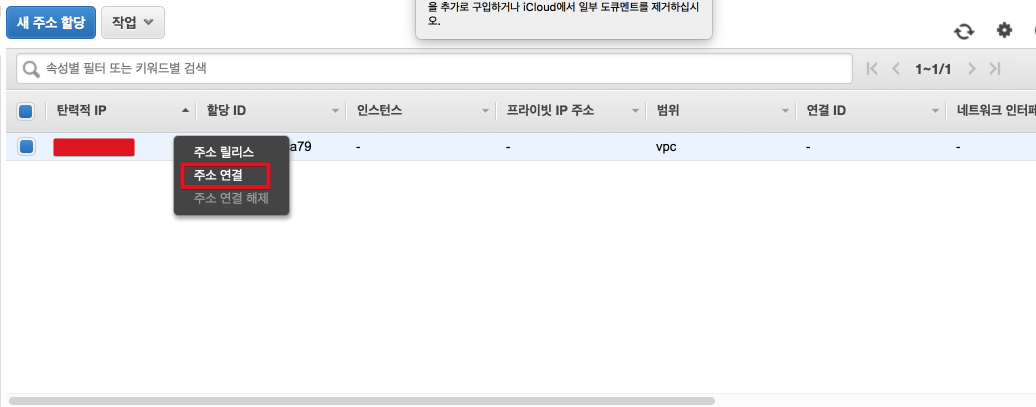 을 추가로 구입하거나 iCloud에서 일부 도큐멘트를 제거하십시
오.
새 주소 할당 작업
속성별 필터 또는 키워드별 검색 1~1/1
탄력적 IP 할당 ID 인스턴스 프라이빗 IP 주소 범위 연결 ID 네트워크 인터페
a79 - - vpc - -
주소 릴리스
주소 연결
주소 연결 해제